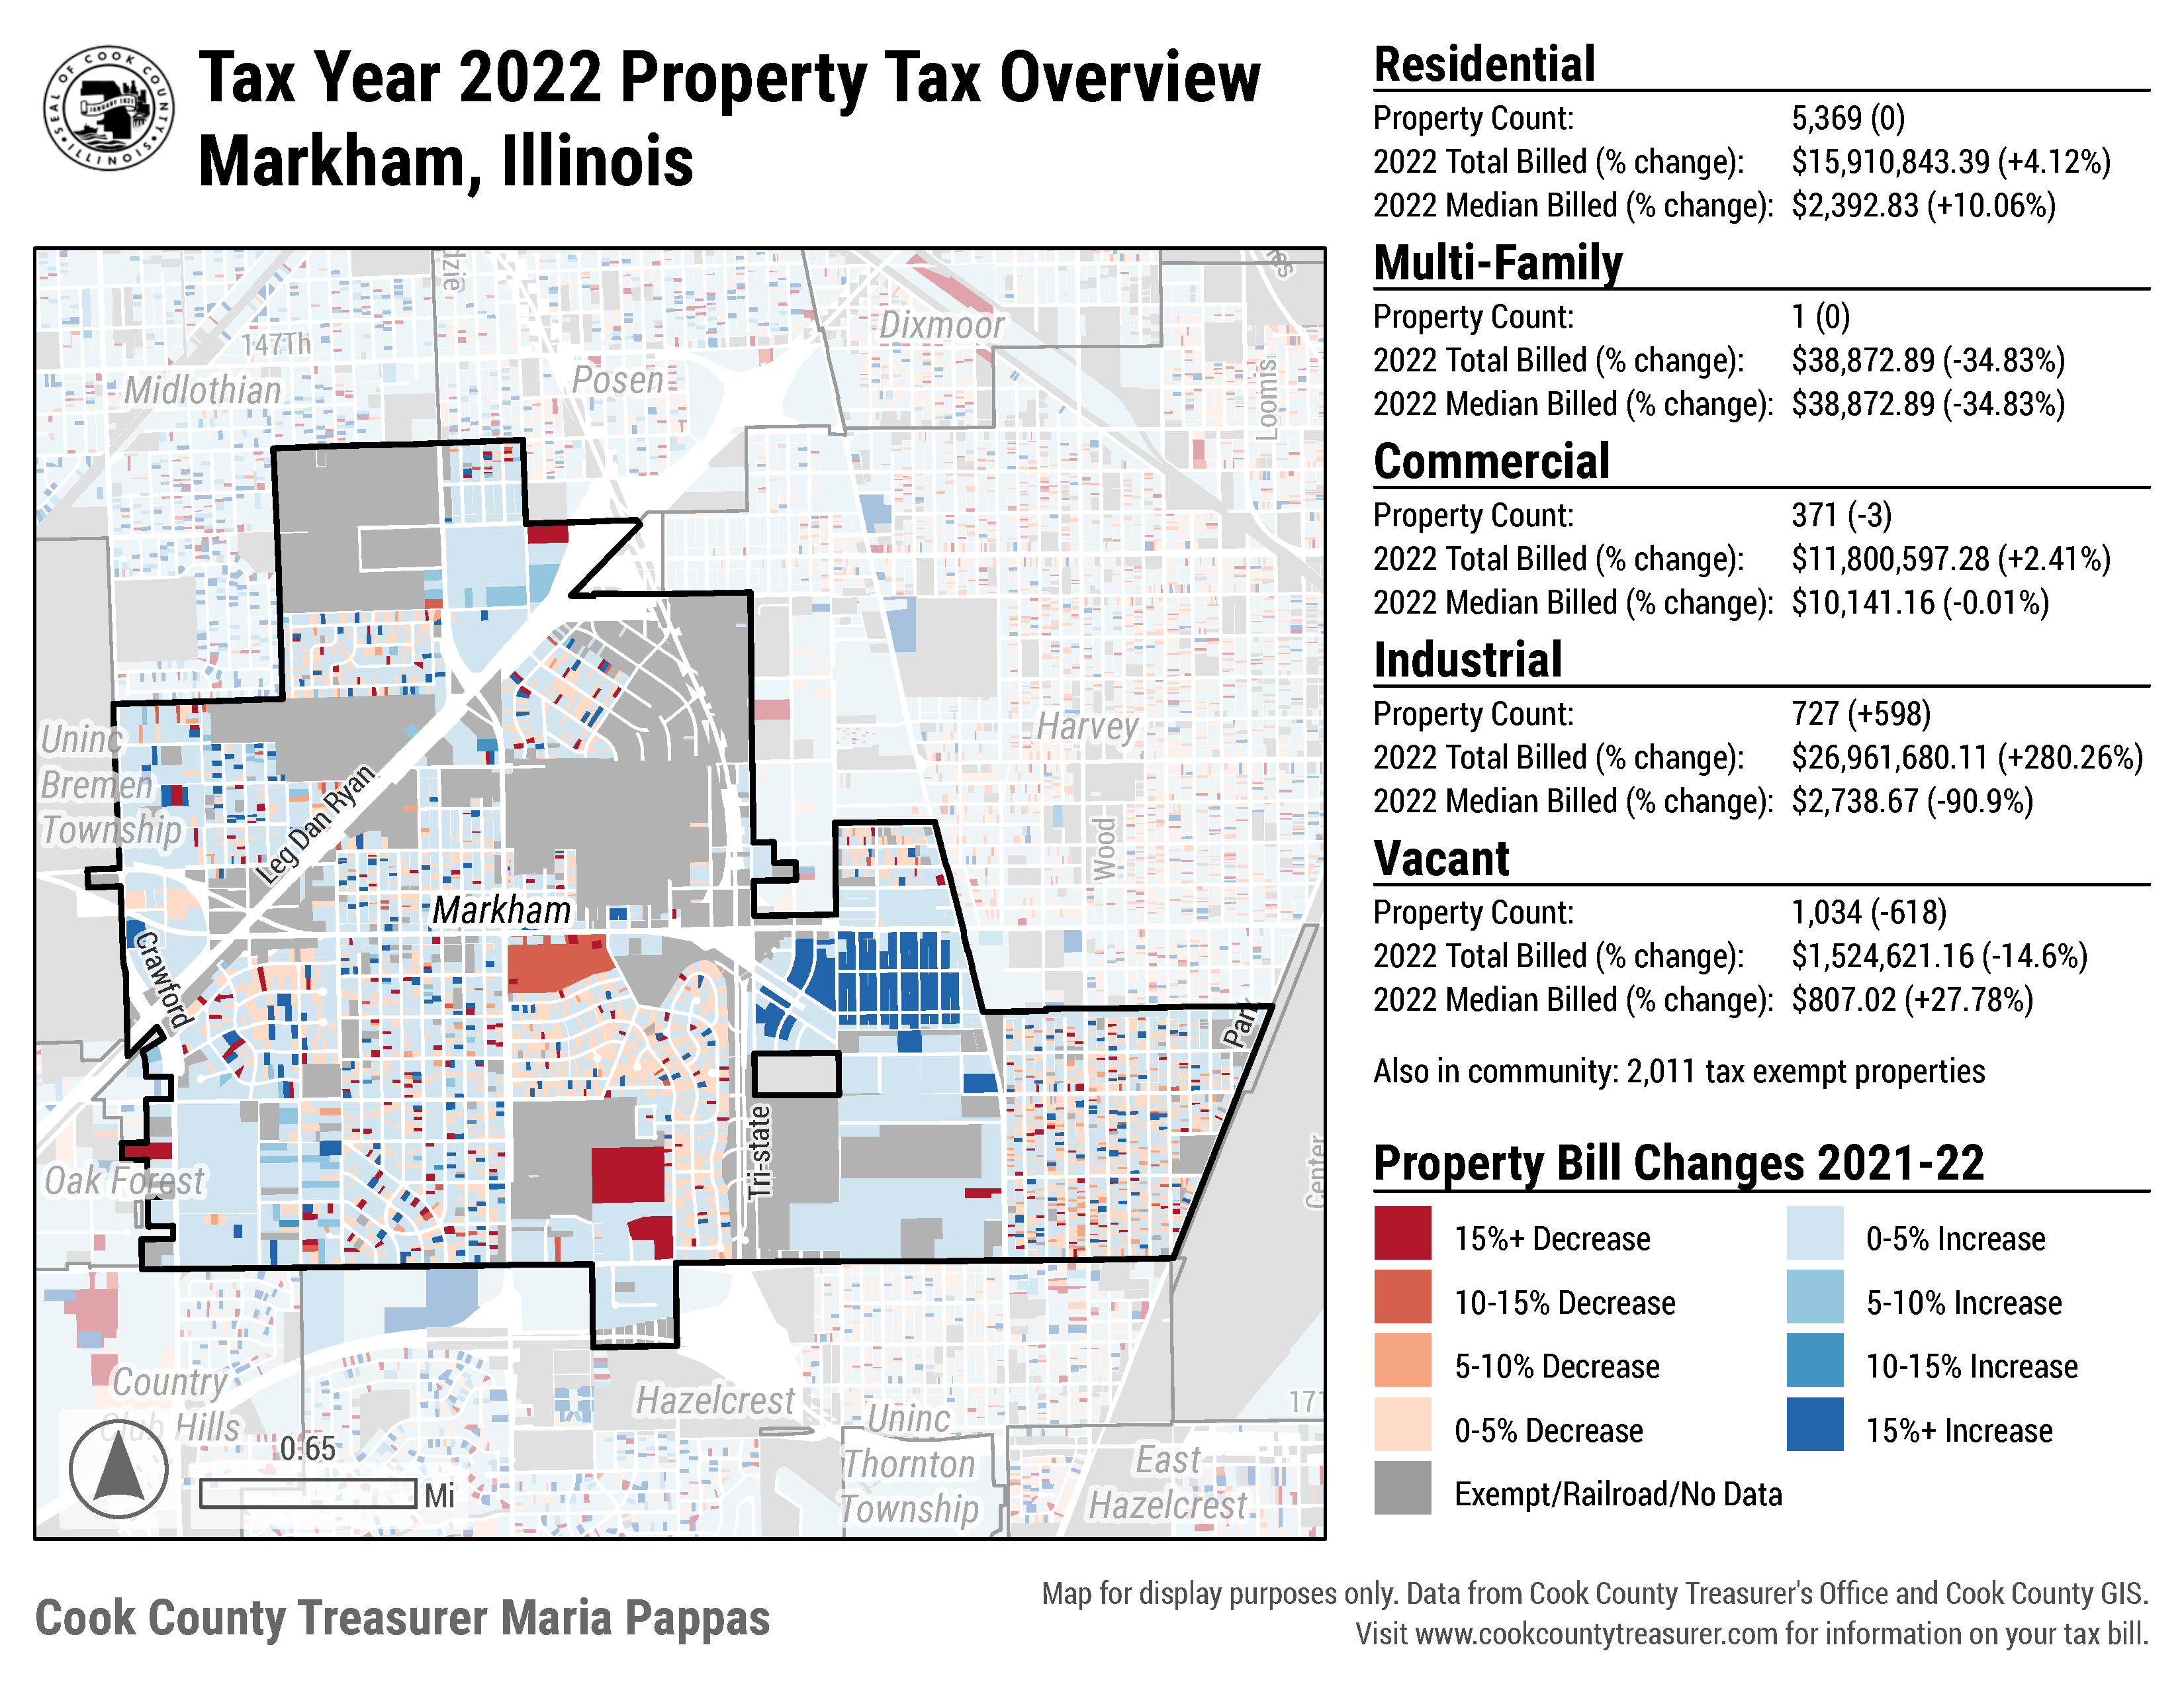 SEAL OF COOK COUNTY
ILLINOIS
JANUARY 1831
Tax Year 2022 Property Tax Overview
Markham, Illinois
Residential
Property Count: 5,369 (0)
2022 Total Billed (% change): $15,910,843.39 (+4.12%)
2022 Median Billed (% change): $2,392.83 (+10.06%)
Multi-Family
Property Count: 1 (0)
2022 Total Billed (% change): $38,872.89 (-34.83%)
2022 Median Billed (% change): $38,872.89 (-34.83%)
Commercial
Property Count: 371 (-3)
2022 Total Billed (% change): $11,800,597.28 (+2.41%)
2022 Median Billed (% change): $10,141.16 (-0.01%)
Industrial
Property Count: 727 (+598)
2022 Total Billed (% change): $26,961,680.11 (+280.26%)
2022 Median Billed (% change): $2,738.67 (-90.9%)
Vacant
Property Count: 1,034 (-618)
2022 Total Billed (% change): $1,524,621.16 (-14.6%)
2022 Median Billed (% change): $807.02 (+27.78%)
Also in community: 2,011 tax exempt properties
Property Bill Changes 2021-22
15%+ Decrease
10-15% Decrease
5-10% Decrease
0-5% Decrease
Exempt/Railroad/No Data
0-5% Increase
5-10% Increase
10-15% Increase
15%+ Increase
dzie
Dixmoor
147Th
Midlothian
Posen
Loomis
Harvey
Uninc
Bremen
Township
Leg Dan Ryan
Wood
Markham
Crawford
Park
Tri-state
Center
Oak Forest
Country
Club Hills
Hazelcrest
Uninc
Thornton
Township
East
Hazelcrest
171
0.65
Mi
Cook County Treasurer Maria Pappas
Map for display purposes only. Data from Cook County Treasurer's Office and Cook County GIS.
Visit www.cookcountytreasurer.com for information on your tax bill.